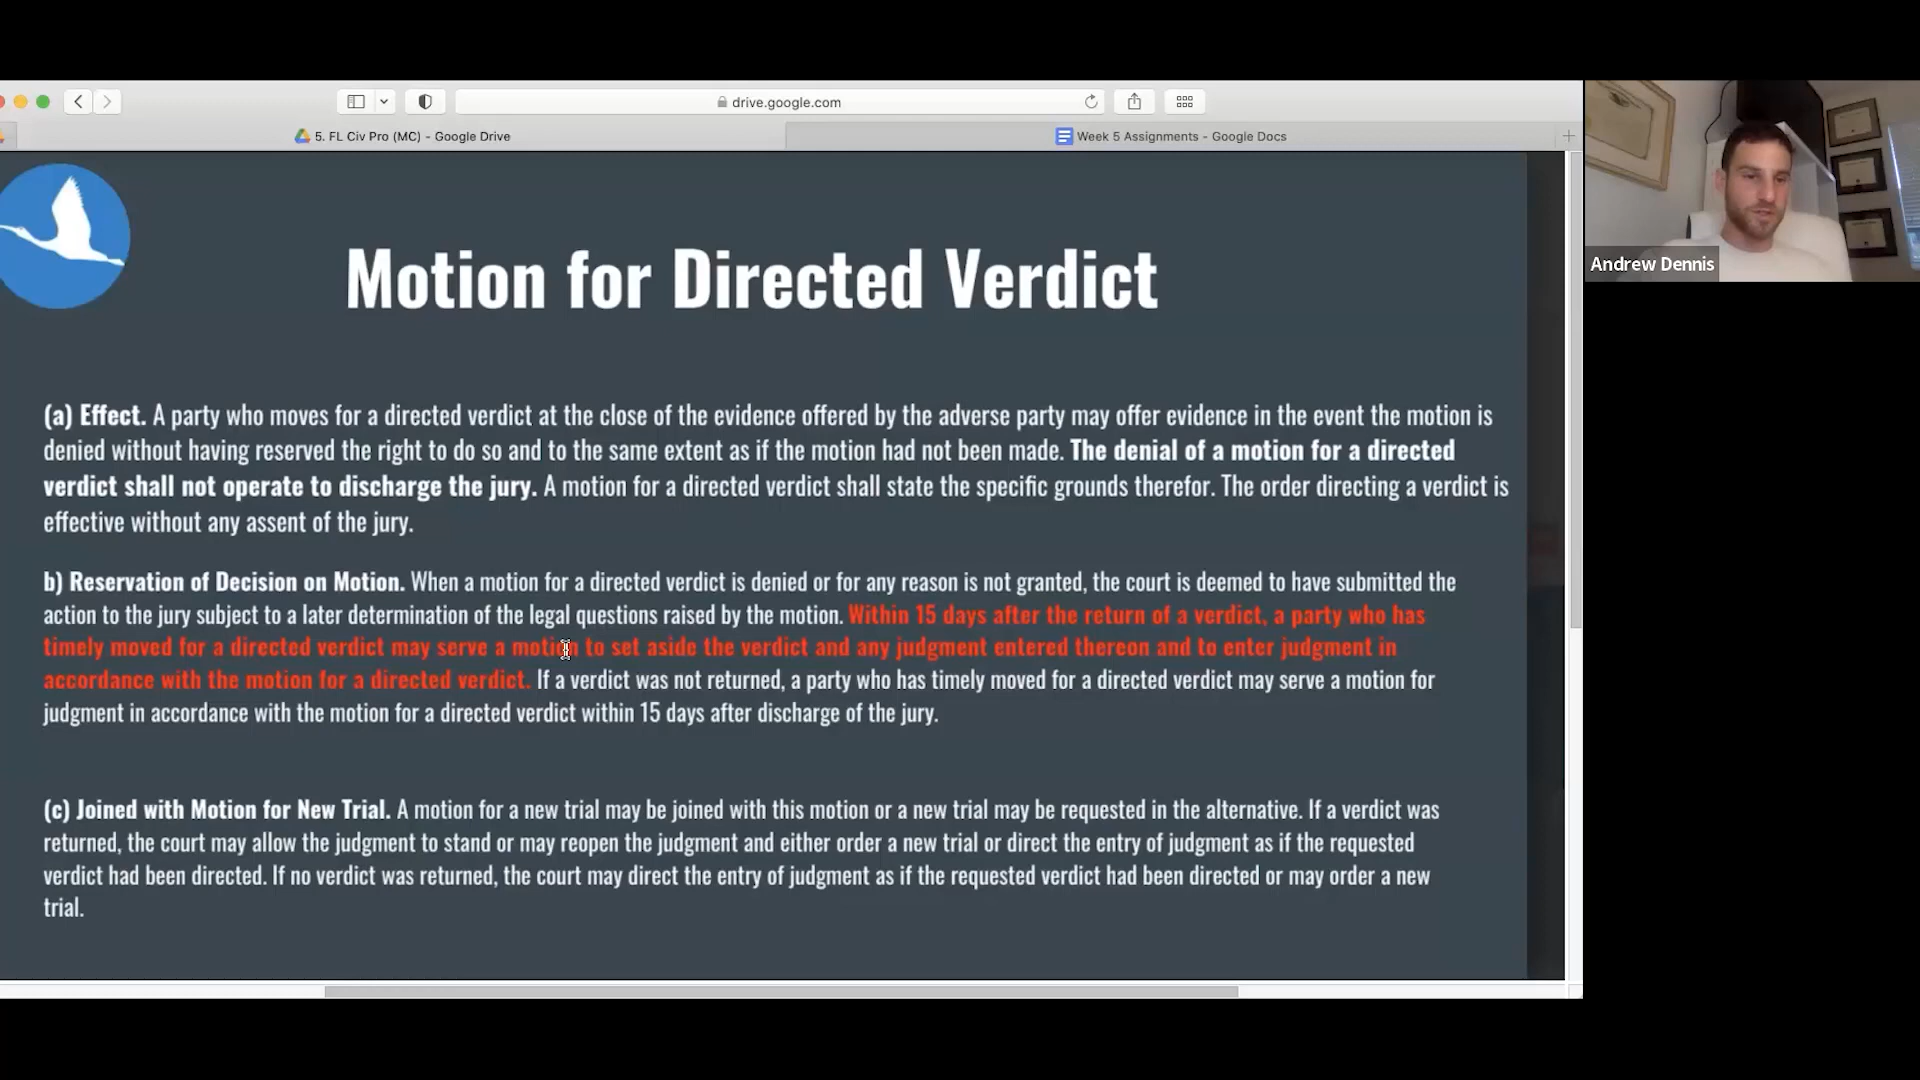 drive.google.com
5. FL Civ Pro (MC) - Google Drive
Week 5 Assignments - Google Docs
Andrew Dennis
Motion for Directed Verdict
(a) Effect. A party who moves for a directed verdict at the close of the evidence offered by the adverse party may offer evidence in the event the motion is
denied without having reserved the right to do so and to the same extent as if the motion had not been made. The denial of a motion for a directed
verdict shall not operate to discharge the jury. A motion for a directed verdict shall state the specific grounds therefor. The order directing a verdict is
effective without any assent of the jury.
b) Reservation of Decision on Motion. When a motion for a directed verdict is denied or for any reason is not granted, the court is deemed to have submitted the
action to the jury subject to a later determination of the legal questions raised by the motion. Within 15 days after the return of a verdict, a party who has
timely moved for a directed verdict may serve a motion to set aside the verdict and any judgment entered thereon and to enter judgment in
accordance with the motion for a directed verdict. If a verdict was not returned, a party who has timely moved for a directed verdict may serve a motion for
judgment in accordance with the motion for a directed verdict within 15 days after discharge of the jury.
(c) Joined with Motion for New Trial. A motion for a new trial may be joined with this motion or a new trial may be requested in the alternative. If a verdict was
returned, the court may allow the judgment to stand or may reopen the judgment and either order a new trial or direct the entry of judgment as if the requested
verdict had been directed. If no verdict was returned, the court may direct the entry of judgment as if the requested verdict had been directed or may order a new
trial.